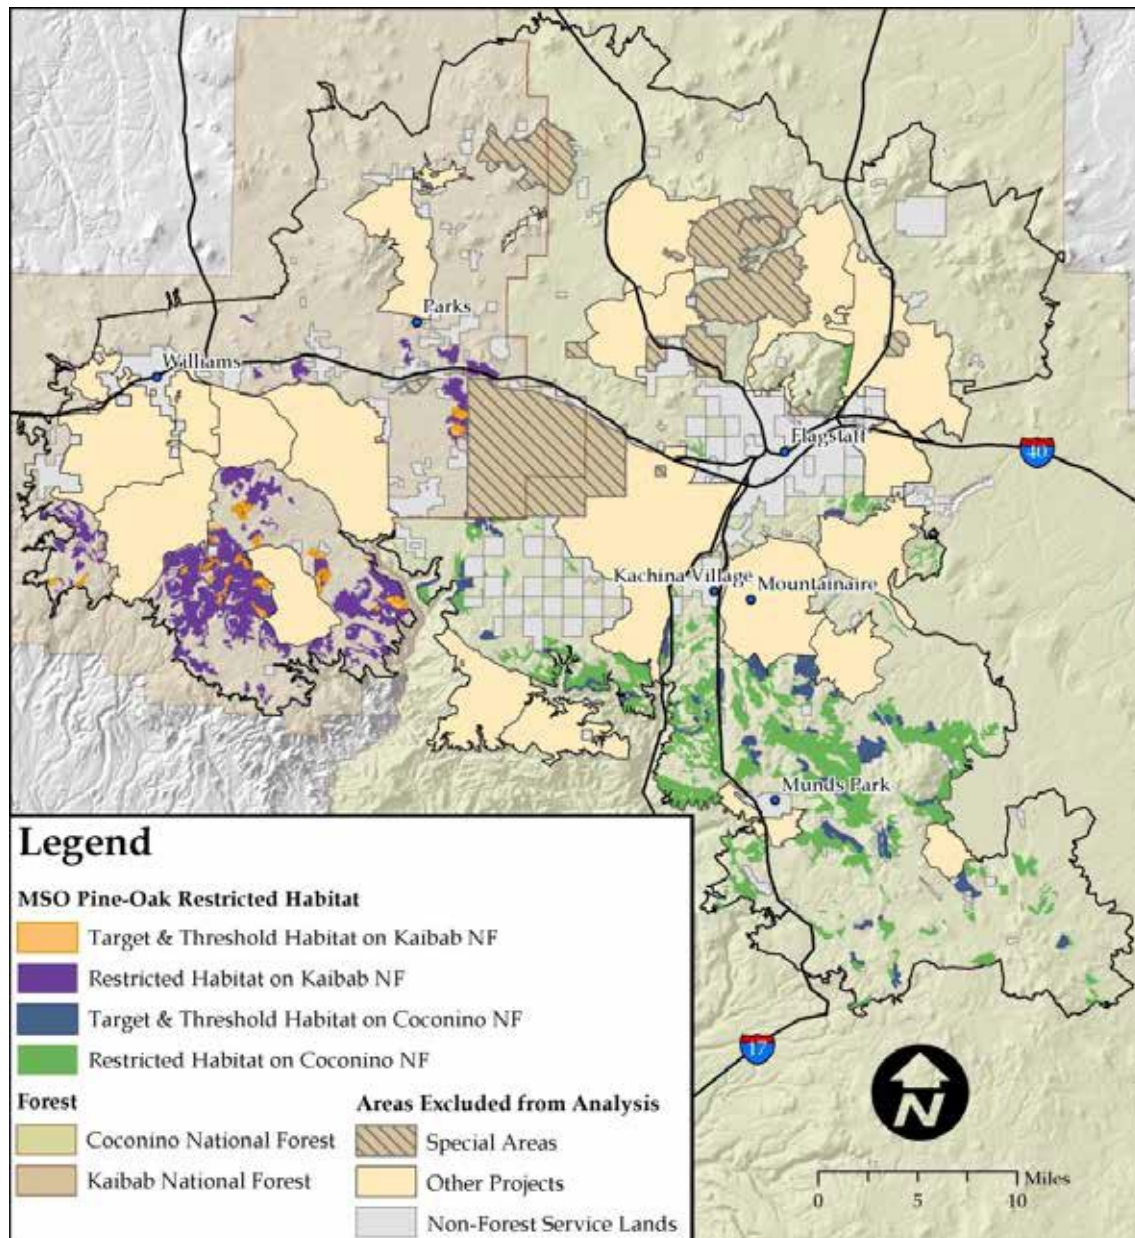 Parks
Williams
Flagstaff
40
Kachina Village
Mountainaire
Munds Park
17
Legend
MSO Pine-Oak Restricted Habitat
Target & Threshold Habitat on Kaibab NF
Restricted Habitat on Kaibab NF
Target & Threshold Habitat on Coconino NF
Restricted Habitat on Coconino NF
Forest
Coconino National Forest
Kaibab National Forest
Areas Excluded from Analysis
Special Areas
Other Projects
Non-Forest Service Lands
N
Miles
0 5 10